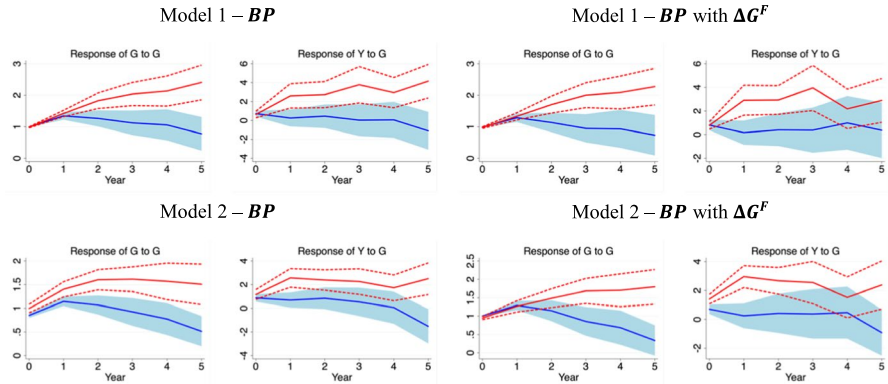 Model 1 – BP
Model 1 – BP with ΔG^F
Response of G to G
Response of Y to G
Response of G to G
Response of Y to G
3
2
1
0
6
4
2
0
-2
-4
3
2
1
0
6
4
2
0
-2
0 1 2 3 4 5
0 1 2 3 4 5
0 1 2 3 4 5
0 1 2 3 4 5
Year
Year
Year
Year
Model 2 – BP
Model 2 – BP with ΔG^F
Response of G to G
Response of Y to G
Response of G to G
Response of Y to G
2
1.5
1
.5
0
4
2
0
-2
-4
2.5
2
1.5
1
.5
0
4
2
0
-2
0 1 2 3 4 5
0 1 2 3 4 5
0 1 2 3 4 5
0 1 2 3 4 5
Year
Year
Year
Year